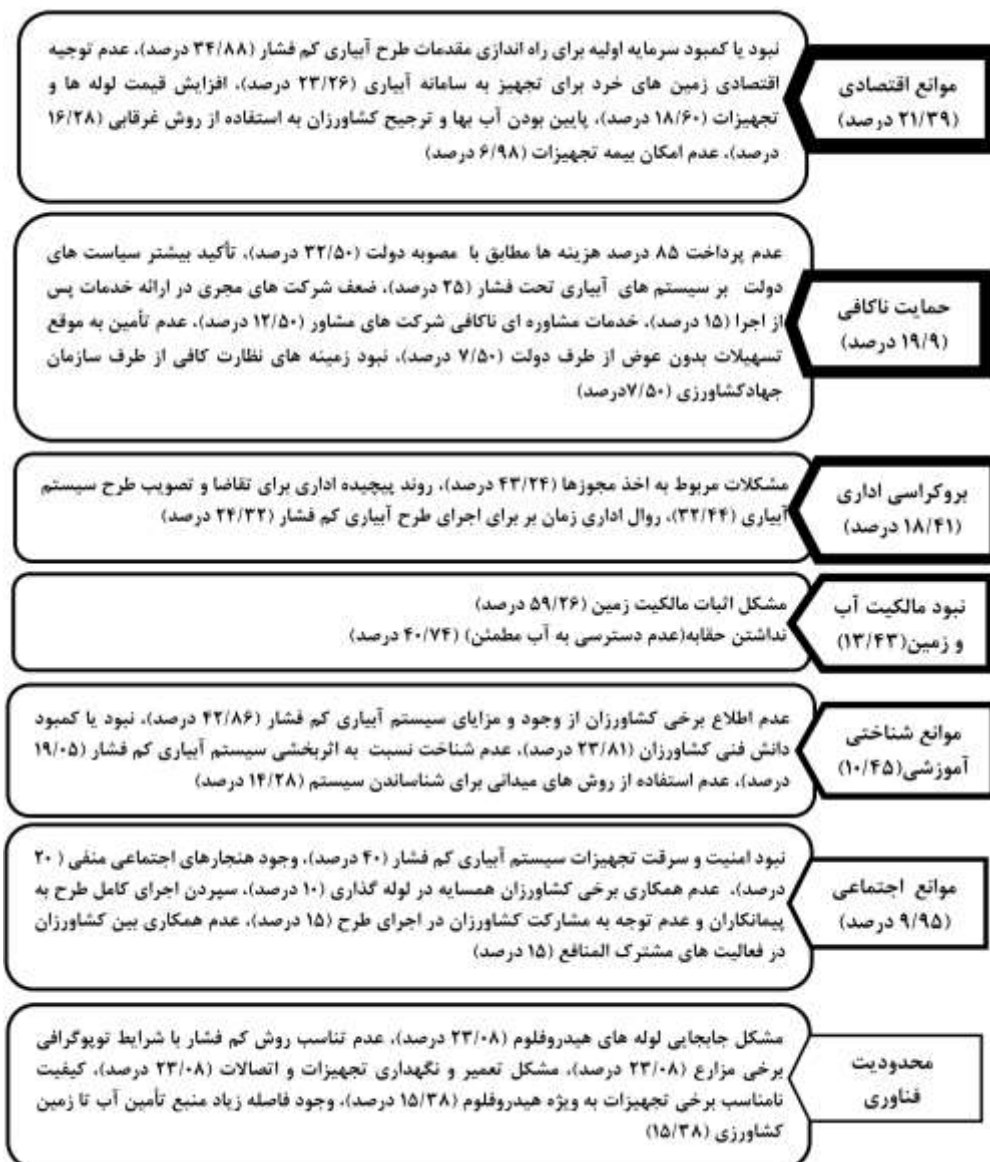 موانع اقتصادی
(۲۱/۳۹ درصد)
نبود یا کمبود سرمایه اولیه برای راه اندازی مقدمات طرح آبیاری کم فشار (۳۴/۸۸ درصد)، عدم توجیه
اقتصادی زمین های خرد برای تجهیز به سامانه آبیاری (۲۳/۲۶ درصد)، افزایش قیمت لوله ها و
تجهیزات (۱۸/۶۰ درصد)، پایین بودن آب بها و ترجیح کشاورزان به استفاده از روش غرقابی (۱۶/۲۸
درصد)، عدم امکان بیمه تجهیزات (۶/۹۸ درصد)
حمایت ناکافی
(۱۹/۹ درصد)
عدم پرداخت ۸۵ درصد هزینه ها مطابق با مصوبه دولت (۳۲/۵۰ درصد)، تأکید بیشتر سیاست های
دولت بر سیستم های آبیاری تحت فشار (۲۵ درصد)، ضعف شرکت های مجری در ارائه خدمات پس
از اجرا (۱۵ درصد)، خدمات مشاوره ای ناکافی شرکت های مشاور (۱۲/۵۰ درصد)، عدم تأمین به موقع
تسهیلات بدون عوض از طرف دولت (۷/۵۰ درصد)، نبود زمینه های نظارت کافی از طرف سازمان
جهادکشاورزی (۷/۵۰درصد)
بروکراسی اداری
(۱۸/۴۱ درصد)
مشکلات مربوط به اخذ مجوزها (۴۳/۲۴ درصد)، روند پیچیده اداری برای تقاضا و تصویب طرح سیستم
آبیاری (۳۲/۴۴)، روال اداری زمان بر برای اجرای طرح آبیاری کم فشار (۲۴/۳۲ درصد)
نبود مالکیت آب
و زمین(۱۳/۴۳)
مشکل اثبات مالکیت زمین (۵۹/۲۶ درصد)
نداشتن حقابه(عدم دسترسی به آب مطمئن) (۴۰/۷۴ درصد)
موانع شناختی
آموزشی(۱۰/۴۵)
عدم اطلاع برخی کشاورزان از وجود و مزایای سیستم آبیاری کم فشار (۴۲/۸۶ درصد)، نبود یا کمبود
دانش فنی کشاورزان (۲۳/۸۱ درصد)، عدم شناخت نسبت به اثربخشی سیستم آبیاری کم فشار (۱۹/۰۵
درصد)، عدم استفاده از روش های میدانی برای شناساندن سیستم (۱۴/۲۸ درصد)
موانع اجتماعی
(۹/۹۵ درصد)
نبود امنیت و سرقت تجهیزات سیستم آبیاری کم فشار (۴۰ درصد)، وجود هنجارهای اجتماعی منفی ( ۲۰
درصد)، عدم همکاری برخی کشاورزان همسایه در لوله گذاری (۱۰ درصد)، سپردن اجرای کامل طرح به
پیمانکاران و عدم توجه به مشارکت کشاورزان در اجرای طرح (۱۵ درصد)، عدم همکاری بین کشاورزان
در فعالیت های مشترک المنافع (۱۵ درصد)
محدودیت
فناوری
مشکل جابجایی لوله های هیدروفلوم (۲۳/۰۸ درصد)، عدم تناسب روش کم فشار با شرایط توپوگرافی
برخی مزارع (۲۳/۰۸ درصد)، مشکل تعمیر و نگهداری تجهیزات و اتصالات (۲۳/۰۸ درصد)، کیفیت
نامناسب برخی تجهیزات به ویژه هیدروفلوم (۱۵/۳۸ درصد)، وجود فاصله زیاد منبع تأمین آب تا زمین
کشاورزی (۱۵/۳۸)